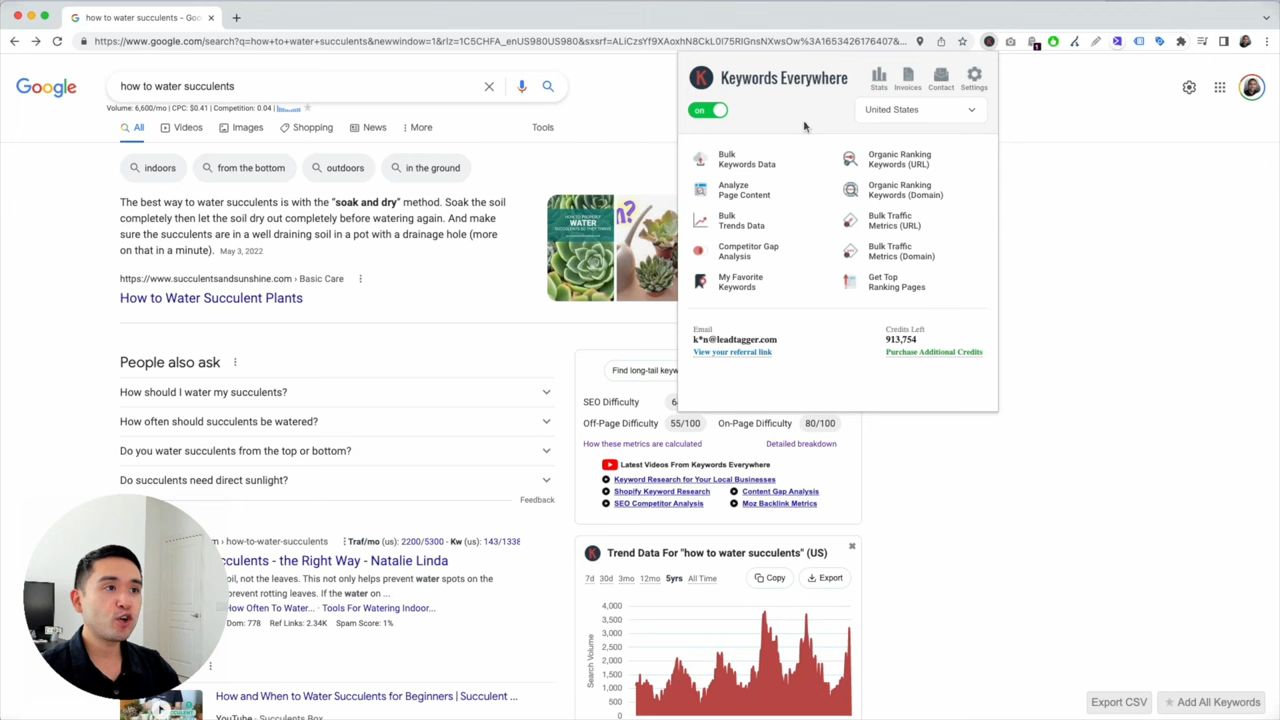 how to water succulents - Goo
https://www.google.com/search?q=how+to+water+succulents&newwindow=1&rlz=1C5CHFA_enUS980US980&sxsrf=ALiCzsYf9XAoxhN8CkL0I75RIGnsNXwsOw%3A1653426176407&...
Google
how to water succulents
Volume: 6,600/mo | CPC: $0.41 | Competition: 0.04 |
All
Videos
Images
Shopping
News
More
Tools
indoors
from the bottom
outdoors
in the ground
The best way to water succulents is with the "soak and dry" method. Soak the soil
completely then let the soil dry out completely before watering again. And make
sure the succulents are in a well draining soil in a pot with a drainage hole (more
on that in a minute). May 3, 2022
HOW TO PROPERLY
WATER
https://www.succulentsandsunshine.com › Basic Care
How to Water Succulent Plants
People also ask
How should I water my succulents?
How often should succulents be watered?
Do you water succulents from the top or bottom?
Do succulents need direct sunlight?
Feedback
m › how-to-water-succulents
Traf/mo (us): 2200/5300 - Kw (us): 143/1338
culents - the Right Way - Natalie Linda
oil, not the leaves. This not only helps prevent water spots on the
prevent rotting leaves. If the water on ...
How Often To Water... · Tools For Watering Indoor...
Dom: 778 Ref Links: 2.34K Spam Score: 1%
How and When to Water Succulents for Beginners | Succulent ...
YouTube · Succulents Box
Keywords Everywhere
Stats
Invoices
Contact
Settings
on
United States
Bulk
Keywords Data
Organic Ranking
Keywords (URL)
Analyze
Page Content
Organic Ranking
Keywords (Domain)
Bulk
Trends Data
Bulk Traffic
Metrics (URL)
Competitor Gap
Analysis
Bulk Traffic
Metrics (Domain)
My Favorite
Keywords
Get Top
Ranking Pages
Email
k*n@leadtagger.com
View your referral link
Credits Left
913,754
Purchase Additional Credits
Find long-tail keyw
SEO Difficulty 6
Off-Page Difficulty 55/100 On-Page Difficulty 80/100
How these metrics are calculated
Detailed breakdown
Latest Videos From Keywords Everywhere
Keyword Research for Your Local Businesses
Shopify Keyword Research
Content Gap Analysis
SEO Competitor Analysis
Moz Backlink Metrics
Trend Data For "how to water succulents" (US)
7d 30d 3mo 12mo 5yrs All Time
Copy
Export
Search Volume
4,000
3,500
3,000
2,500
2,000
1,500
1,000
500
0
Export CSV
Add All Keywords